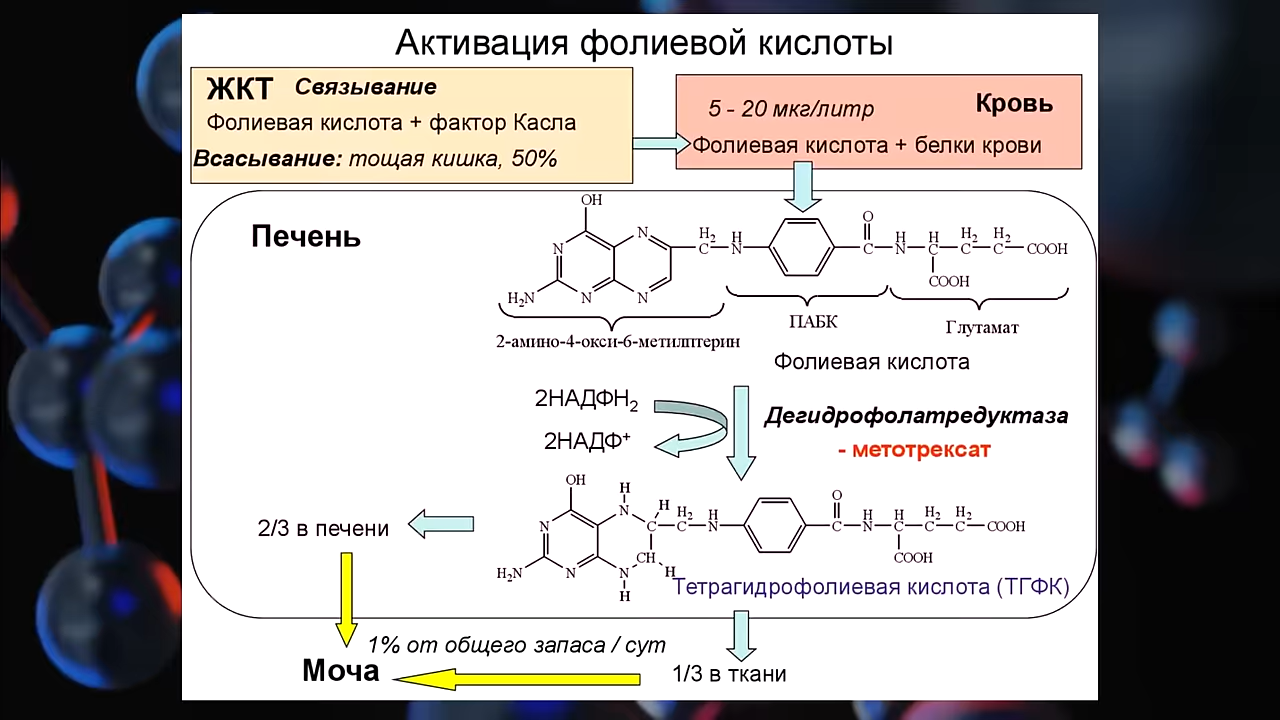 Активация фолиевой кислоты
ЖКТ Связывание
Фолиевая кислота + фактор Касла
Всасывание: тощая кишка, 50%
5 - 20 мкг/литр Кровь
Фолиевая кислота + белки крови
Печень
OH
N
N
N
N
H₂N
H₂
C
H
N
O
C
H
N
H
C
H₂
C
H₂
C
COOH
COOH
2-амино-4-окси-6-метилптерин
ПАБК
Глутамат
Фолиевая кислота
2НАДФН₂
2НАДФ⁺
Дегидрофолатредуктаза
- метотрексат
OH
H
N
H
C
H₂
C
H
N
O
C
H
N
H
C
H₂
C
H₂
C
COOH
COOH
N
N
H₂N
CH
H
N
H
Тетрагидрофолиевая кислота (ТГФК)
2/3 в печени
1% от общего запаса / сут
Моча
1/3 в ткани